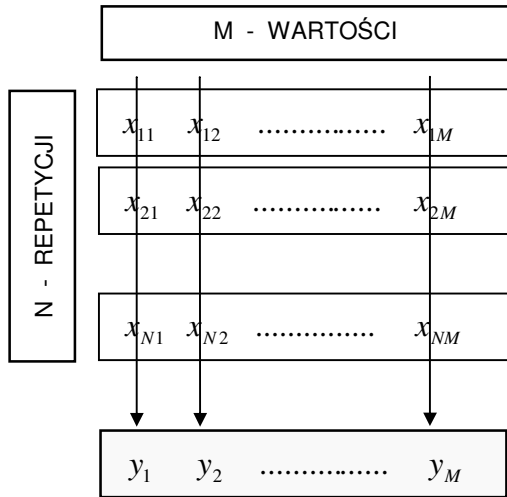 M - WARTOŚCI
N - REPETYCJI
x₁₁ x₁₂ ................ x₁M
x₂₁ x₂₂ ................ x₂M
xN1 xN2 ............... xNM
y₁ y₂ ................ yM